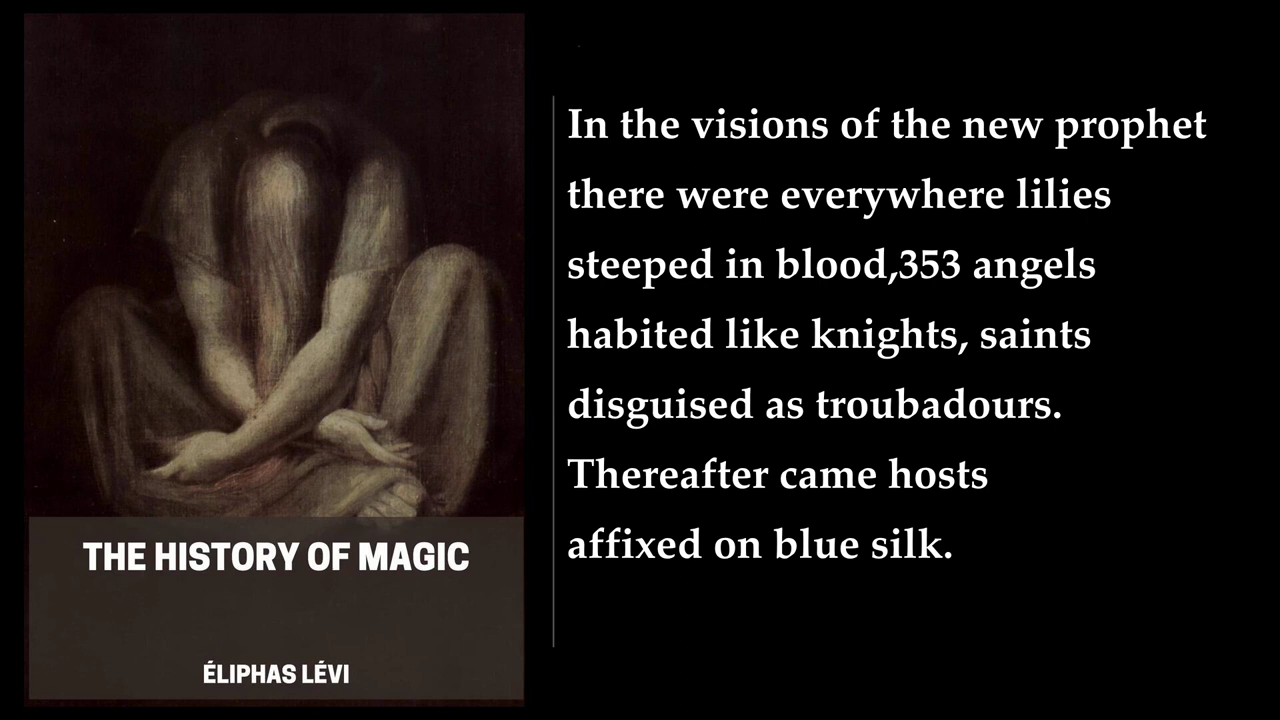 THE HISTORY OF MAGIC
ÉLIPHAS LÉVI
In the visions of the new prophet
there were everywhere lilies
steeped in blood,353 angels
habited like knights, saints
disguised as troubadours.
Thereafter came hosts
affixed on blue silk.